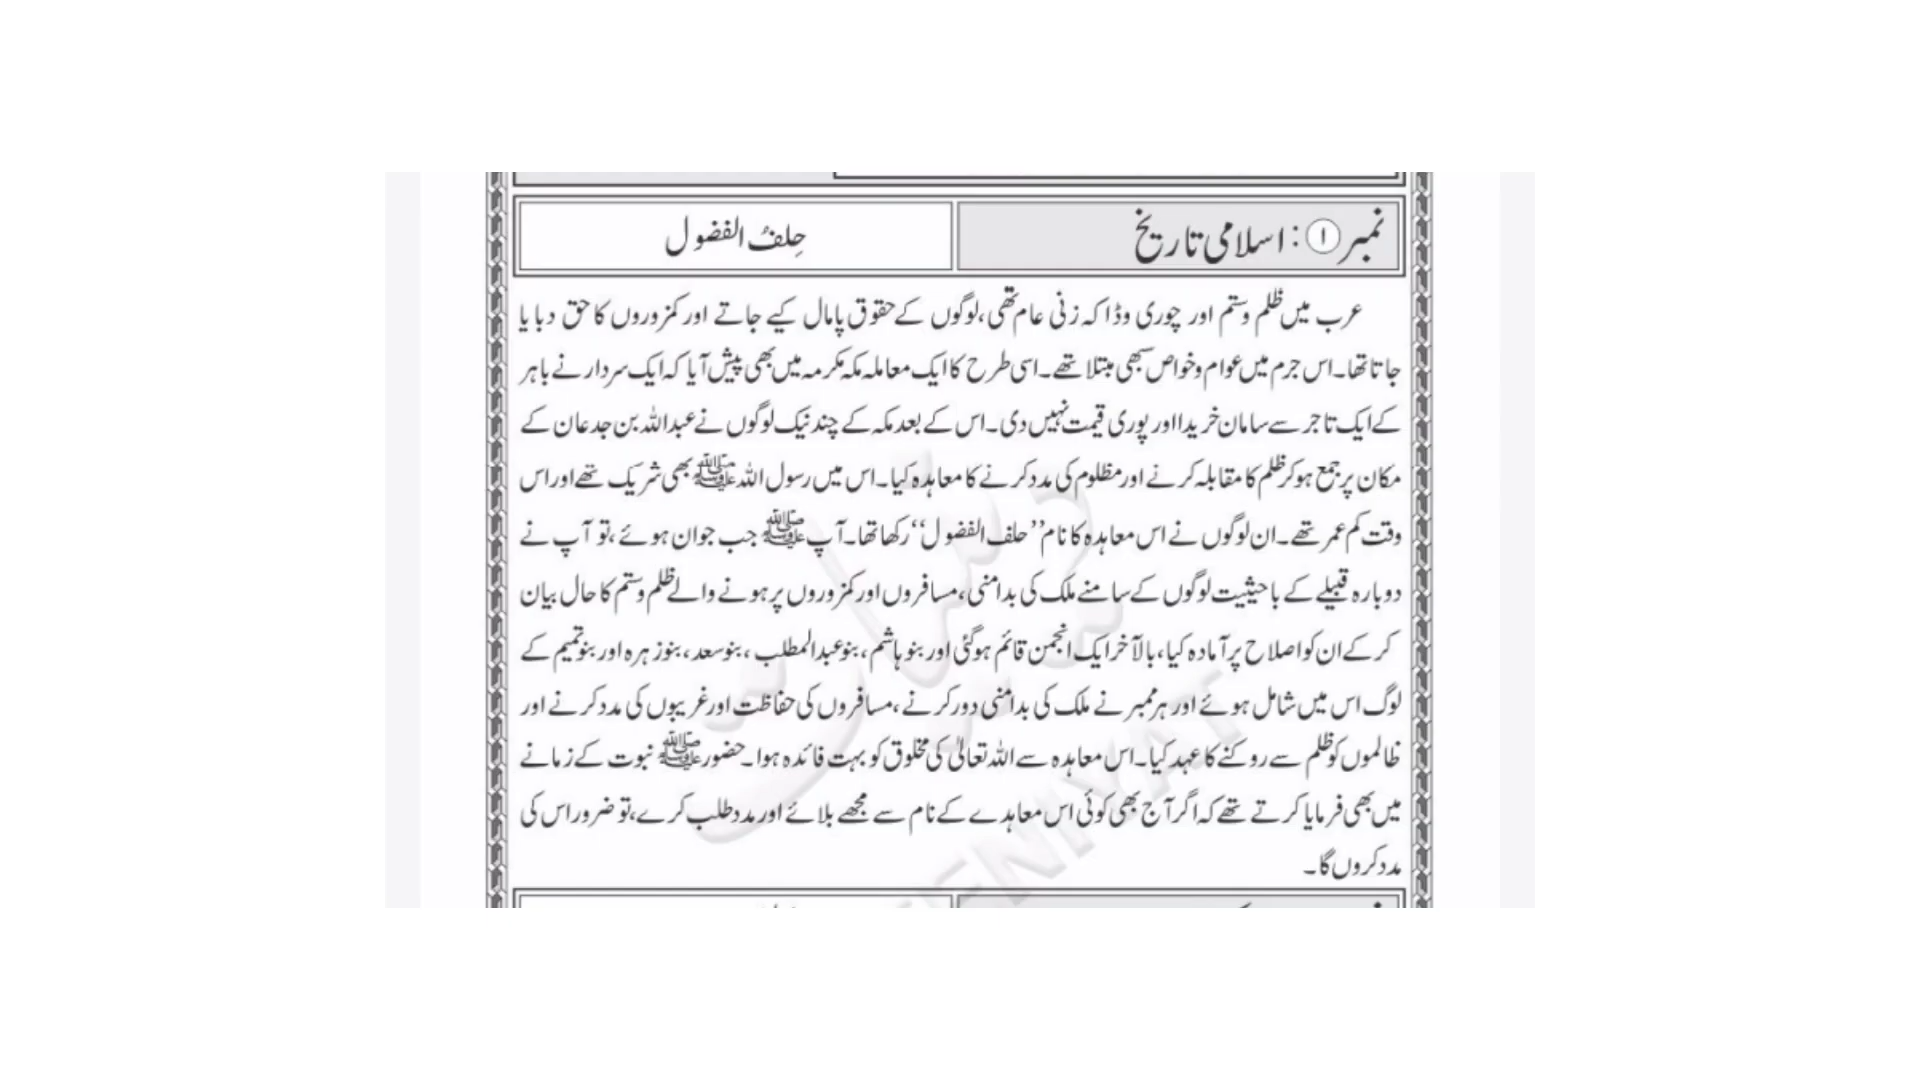 نمبر ۱ : اسلامی تاریخ
حِلفُ الفضول
عرب میں ظلم وستم اور چوری وڈاکہ زنی عام تھی، لوگوں کے حقوق پامال کیے جاتے اور کمزوروں کا حق دبایا
جاتا تھا۔ اس جرم میں عوام وخواص سبھی مبتلا تھے۔ اسی طرح کا ایک معاملہ مکہ مکرمہ میں بھی پیش آیا کہ ایک سردار نے باہر
کے ایک تاجر سے سامان خریدا اور پوری قیمت نہیں دی۔ اس کے بعد مکہ کے چند نیک لوگوں نے عبداللہ بن جدعان کے
مکان پر جمع ہو کر ظلم کا مقابلہ کرنے اور مظلوم کی مدد کرنے کا معاہدہ کیا۔ اس میں رسول اللہ ﷺ بھی شریک تھے اور اس
وقت کم عمر تھے۔ ان لوگوں نے اس معاہدہ کا نام ’’حلف الفضول‘‘ رکھا تھا۔ آپ ﷺ جب جوان ہوئے، تو آپ نے
دوبارہ قبیلے کے باحیثیت لوگوں کے سامنے ملک کی بدامنی، مسافروں اور کمزوروں پر ہونے والے ظلم وستم کا حال بیان
کر کے ان کو اصلاح پر آمادہ کیا، بالآخر ایک انجمن قائم ہوگئی اور بنو ہاشم، بنو عبدالمطلب، بنو سعد، بنو زہرہ اور بنو تمیم کے
لوگ اس میں شامل ہوئے اور ہر ممبر نے ملک کی بدامنی دور کرنے، مسافروں کی حفاظت اور غریبوں کی مدد کرنے اور
ظالموں کو ظلم سے روکنے کا عہد کیا۔ اس معاہدہ سے اللہ تعالیٰ کی مخلوق کو بہت فائدہ ہوا۔ حضور ﷺ نبوت کے زمانے
میں بھی فرمایا کرتے تھے کہ اگر آج بھی کوئی اس معاہدے کے نام سے مجھے بلائے اور مدد طلب کرے، تو ضرور اس کی
مدد کروں گا۔